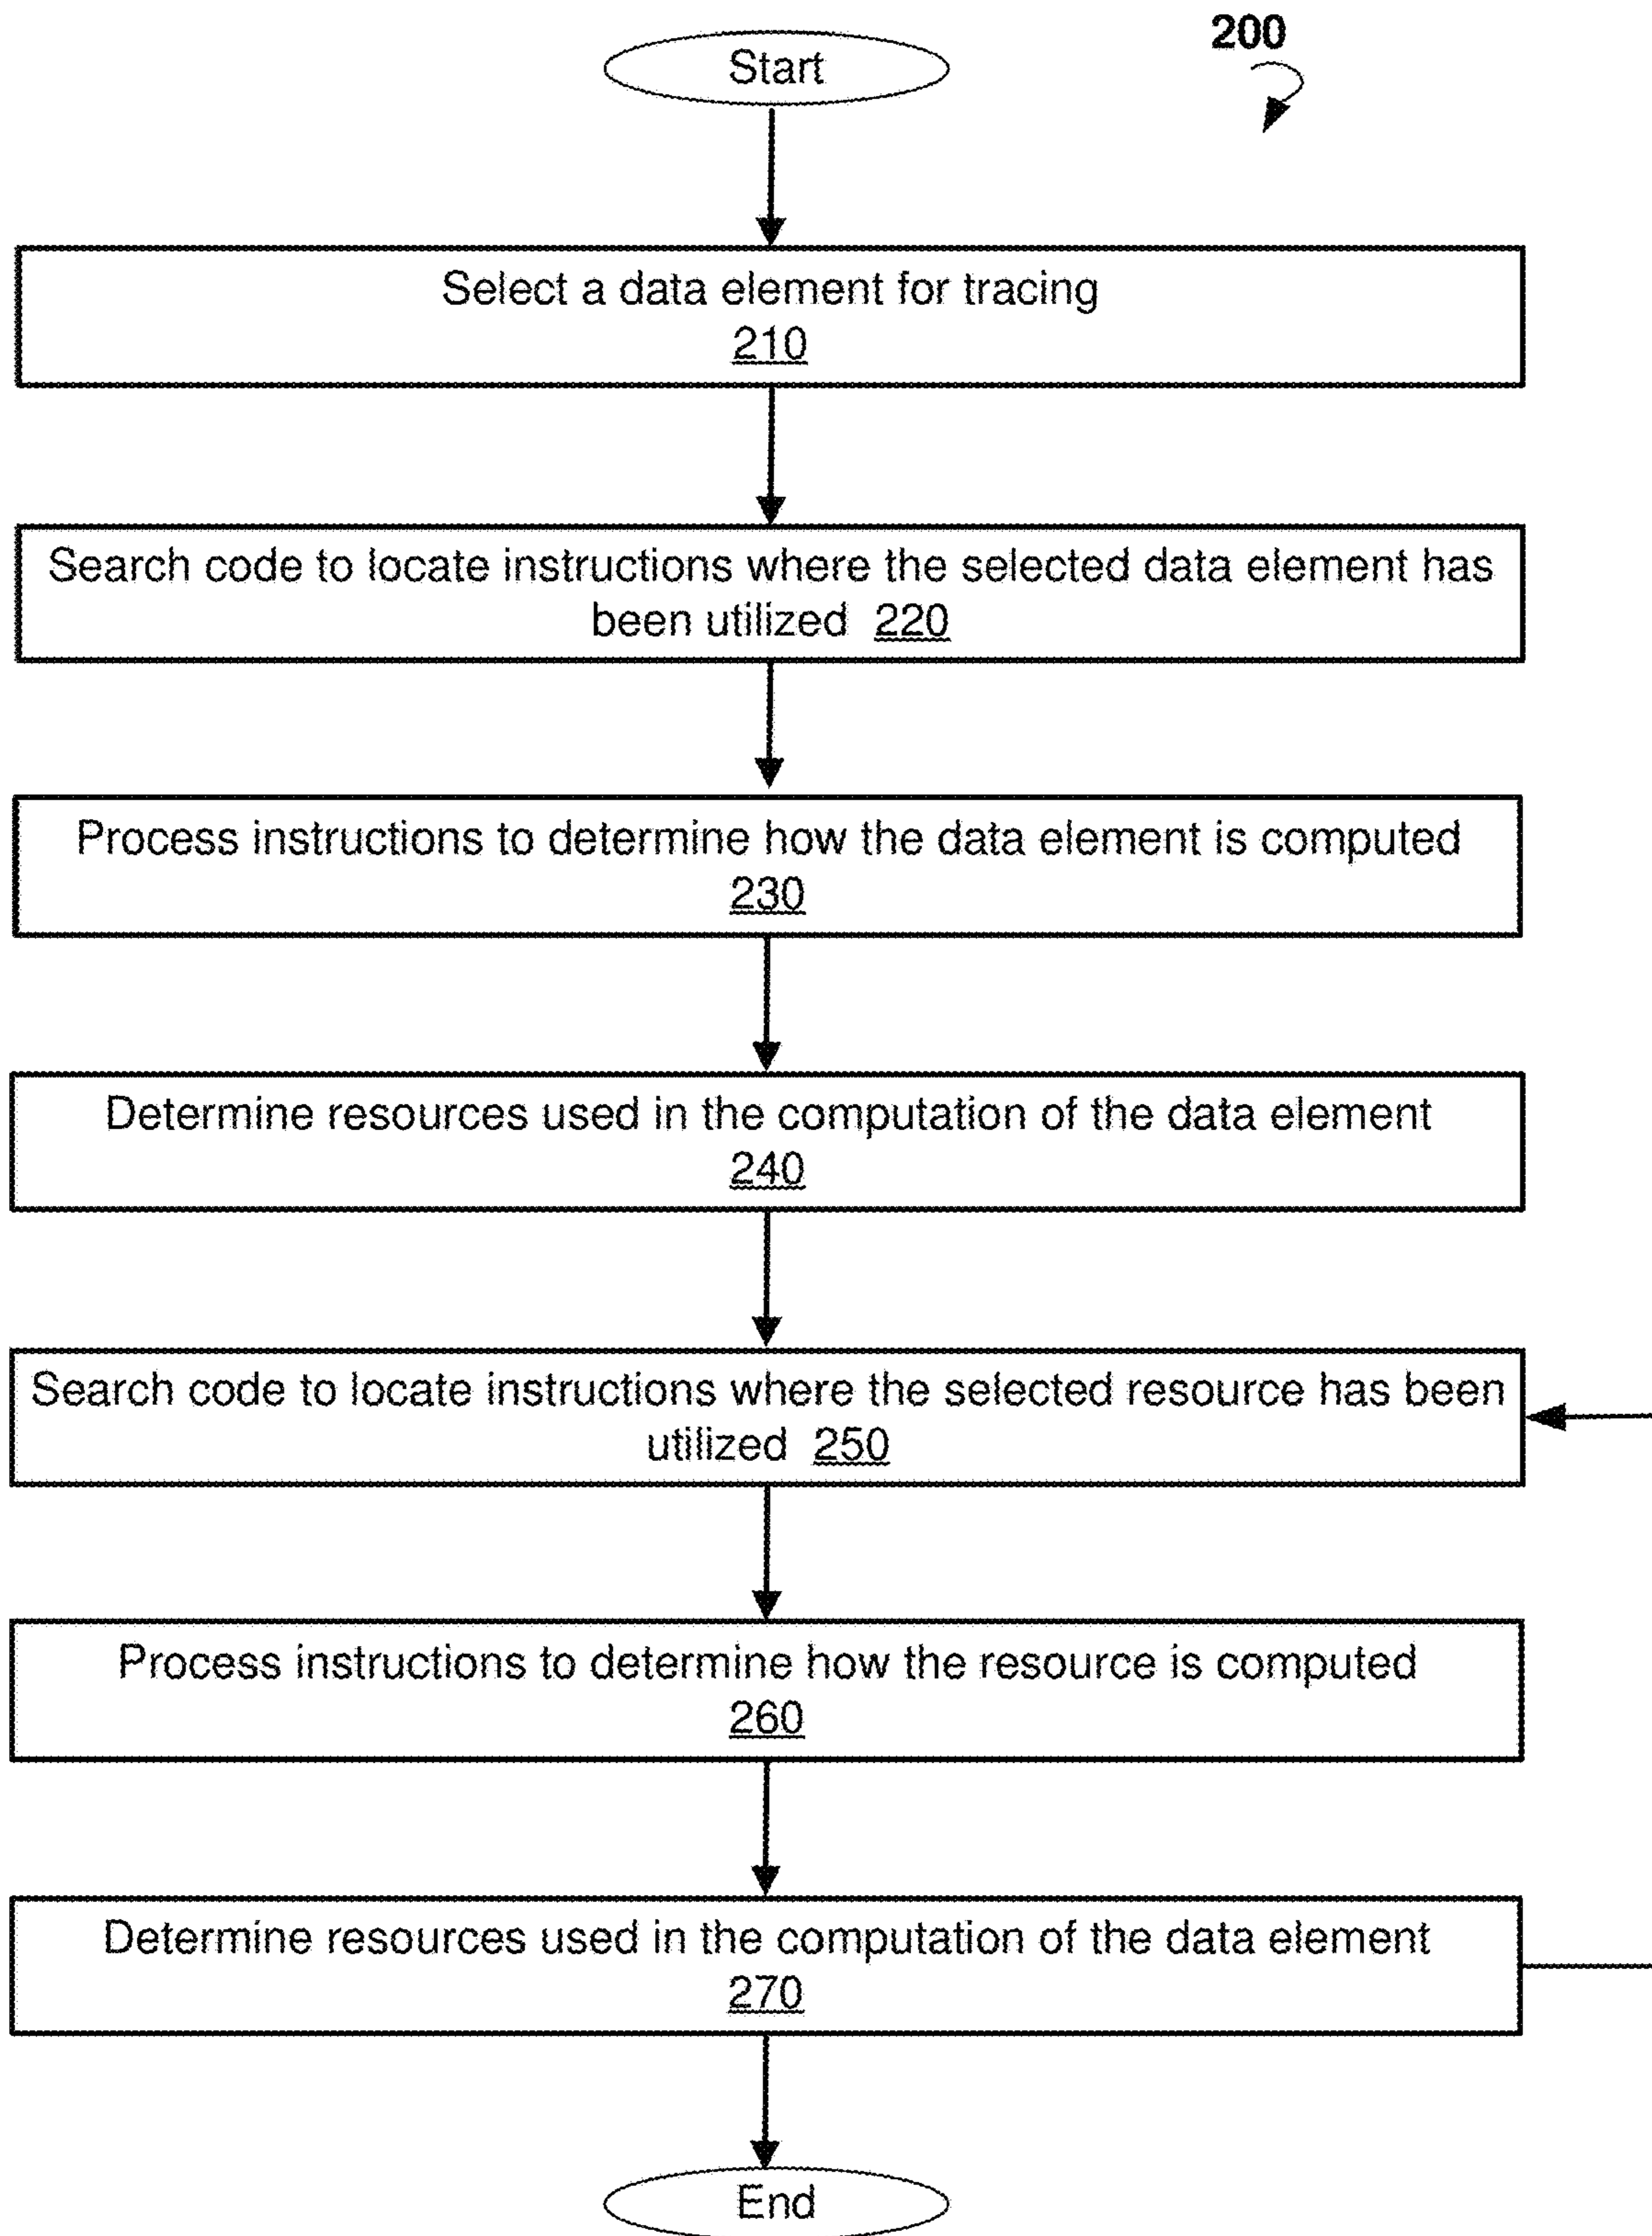 200
Start
Select a data element for tracing
210
Search code to locate instructions where the selected data element has
been utilized 220
Process instructions to determine how the data element is computed
230
Determine resources used in the computation of the data element
240
Search code to locate instructions where the selected resource has been
utilized 250
Process instructions to determine how the resource is computed
260
Determine resources used in the computation of the data element
270
End